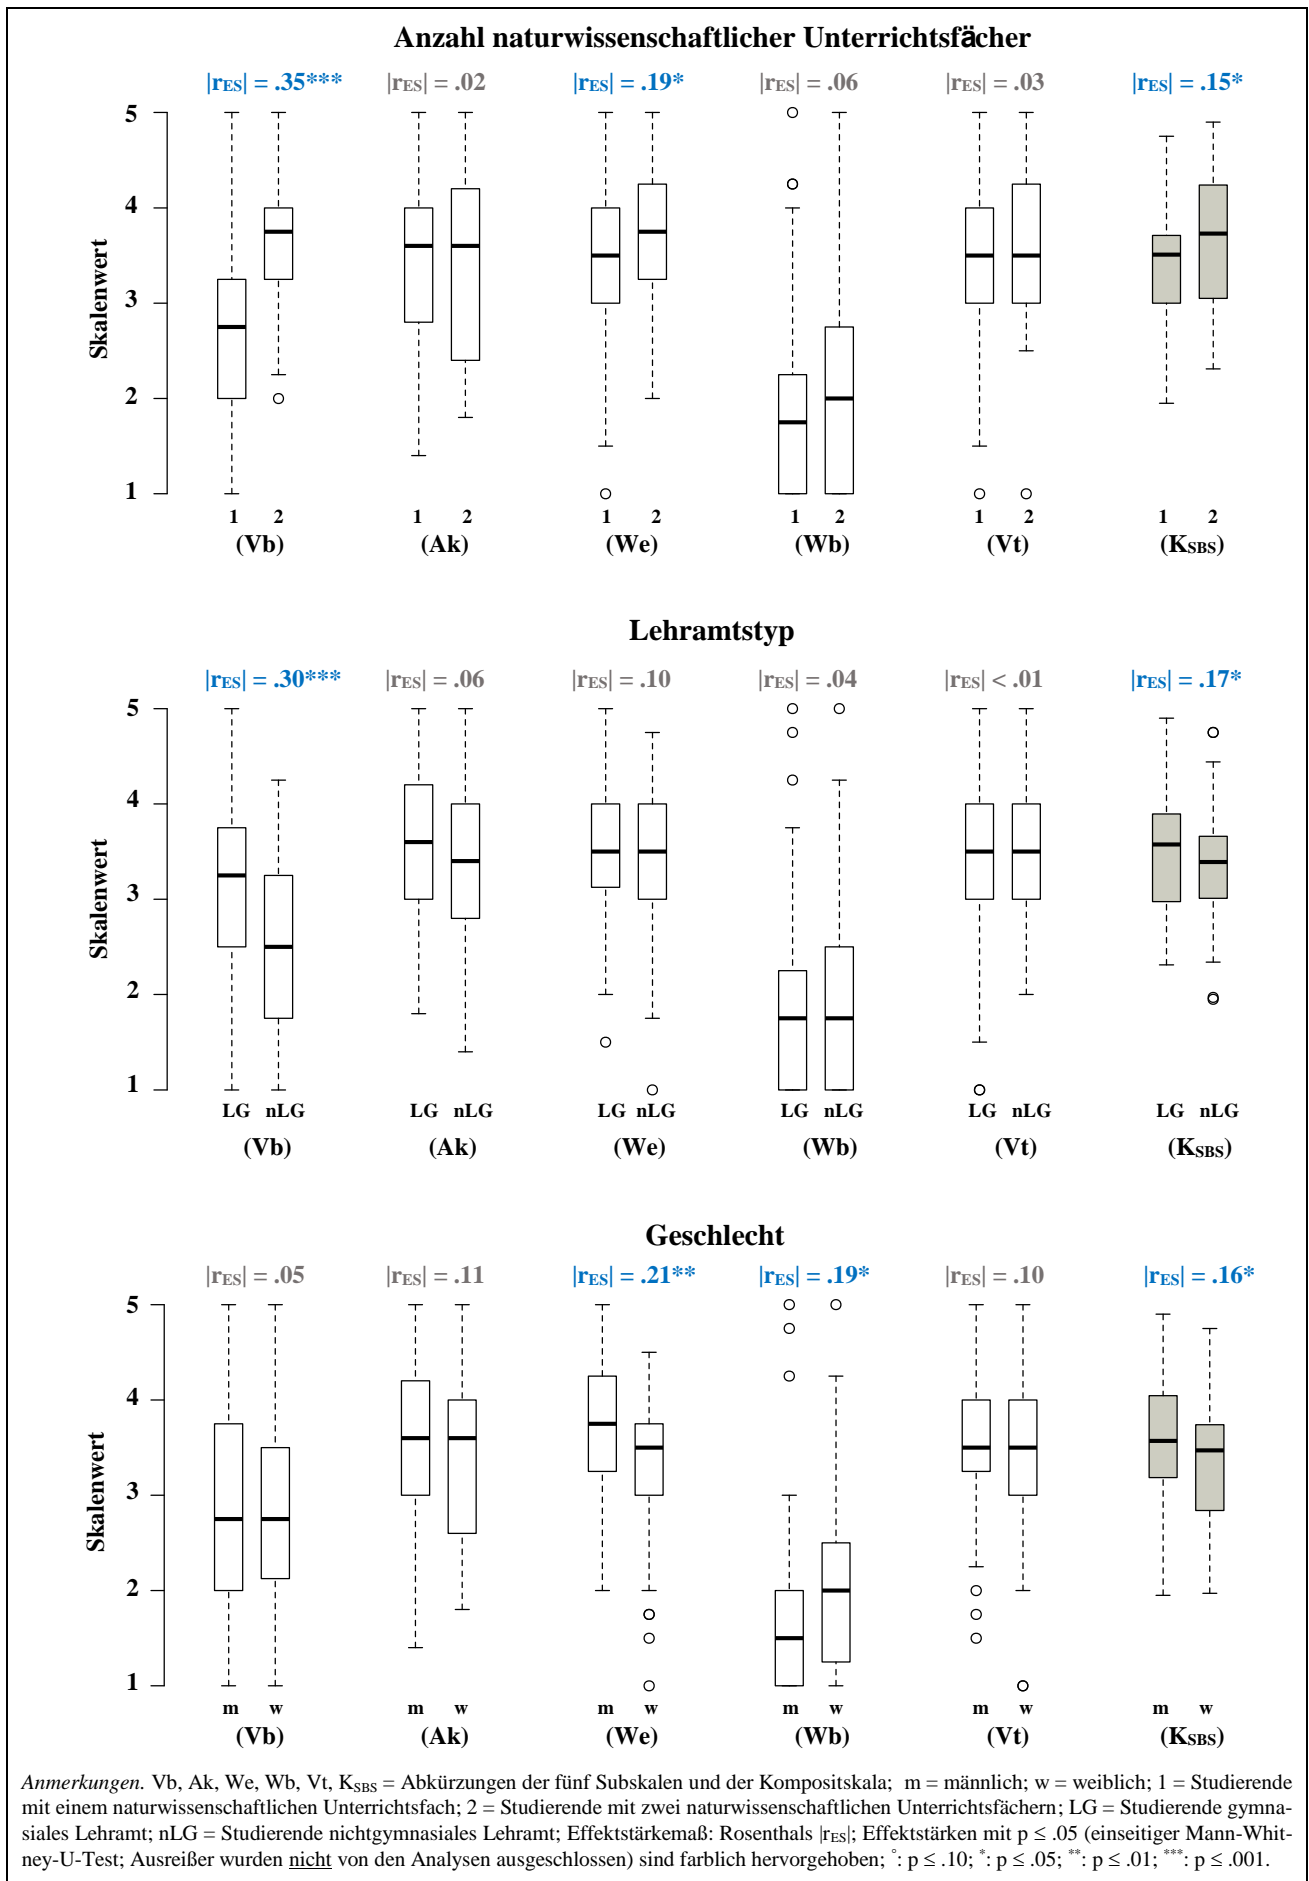 Anzahl naturwissenschaftlicher Unterrichtsfächer
|rES| = .35*** |rES| = .02 |rES| = .19* |rES| = .06 |rES| = .03 |rES| = .15*
5
4
3
2
1
Skalenwert
1 2 1 2 1 2 1 2 1 2 1 2
(Vb) (Ak) (We) (Wb) (Vt) (KSBS)
Lehramtstyp
|rES| = .30*** |rES| = .06 |rES| = .10 |rES| = .04 |rES| < .01 |rES| = .17*
5
4
3
2
1
Skalenwert
LG nLG LG nLG LG nLG LG nLG LG nLG LG nLG
(Vb) (Ak) (We) (Wb) (Vt) (KSBS)
Geschlecht
|rES| = .05 |rES| = .11 |rES| = .21** |rES| = .19* |rES| = .10 |rES| = .16*
5
4
3
2
1
Skalenwert
m w m w m w m w m w m w
(Vb) (Ak) (We) (Wb) (Vt) (KSBS)
Anmerkungen. Vb, Ak, We, Wb, Vt, KSBS = Abkürzungen der fünf Subskalen und der Kompositskala; m = männlich; w = weiblich; 1 = Studierende
mit einem naturwissenschaftlichen Unterrichtsfach; 2 = Studierende mit zwei naturwissenschaftlichen Unterrichtsfächern; LG = Studierende gymna-
siales Lehramt; nLG = Studierende nichtgymnasiales Lehramt; Effektstärkemaß: Rosenthals |rES|; Effektstärken mit p ≤ .05 (einseitiger Mann-Whit-
ney-U-Test; Ausreißer wurden nicht von den Analysen ausgeschlossen) sind farblich hervorgehoben; °: p ≤ .10; *: p ≤ .05; **: p ≤ .01; ***: p ≤ .001.